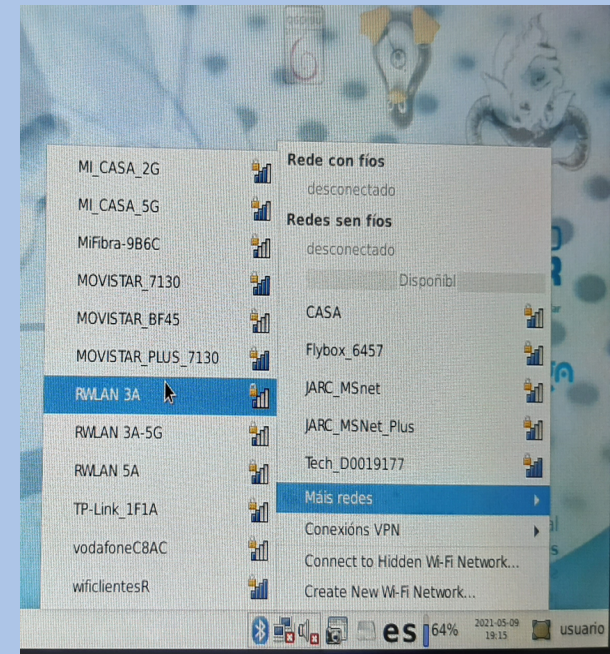 MI_CASA_2G
MI_CASA_5G
MiFibra-9B6C
MOVISTAR_7130
MOVISTAR_BF45
MOVISTAR_PLUS_7130
RWLAN 3A
RWLAN 3A-5G
RWLAN 5A
TP-Link_1F1A
vodafoneC8AC
wificlientesR
Rede con fíos
desconectado
Redes sen fíos
desconectado
Dispoñibl
CASA
Flybox_6457
JARC_MSnet
JARC_MSNet_Plus
Tech_D0019177
Máis redes
Conexións VPN
Connect to Hidden Wi-Fi Network...
Create New Wi-Fi Network...
es 64% 2021-05-09 19:15 usuario